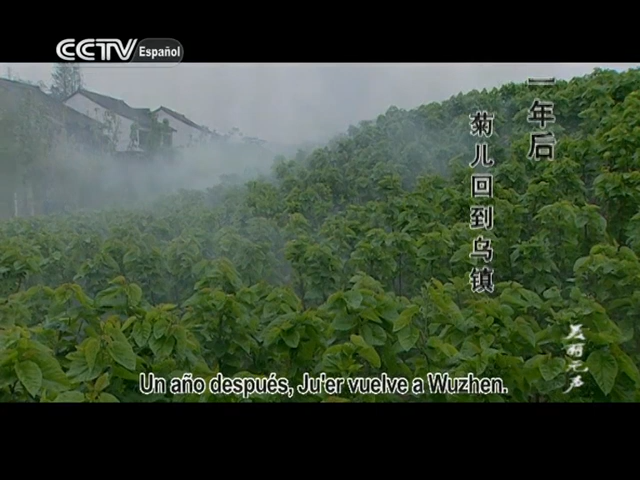 CCTV Español
一年后
菊儿回到乌镇
Un año después, Ju'er vuelve a Wuzhen.